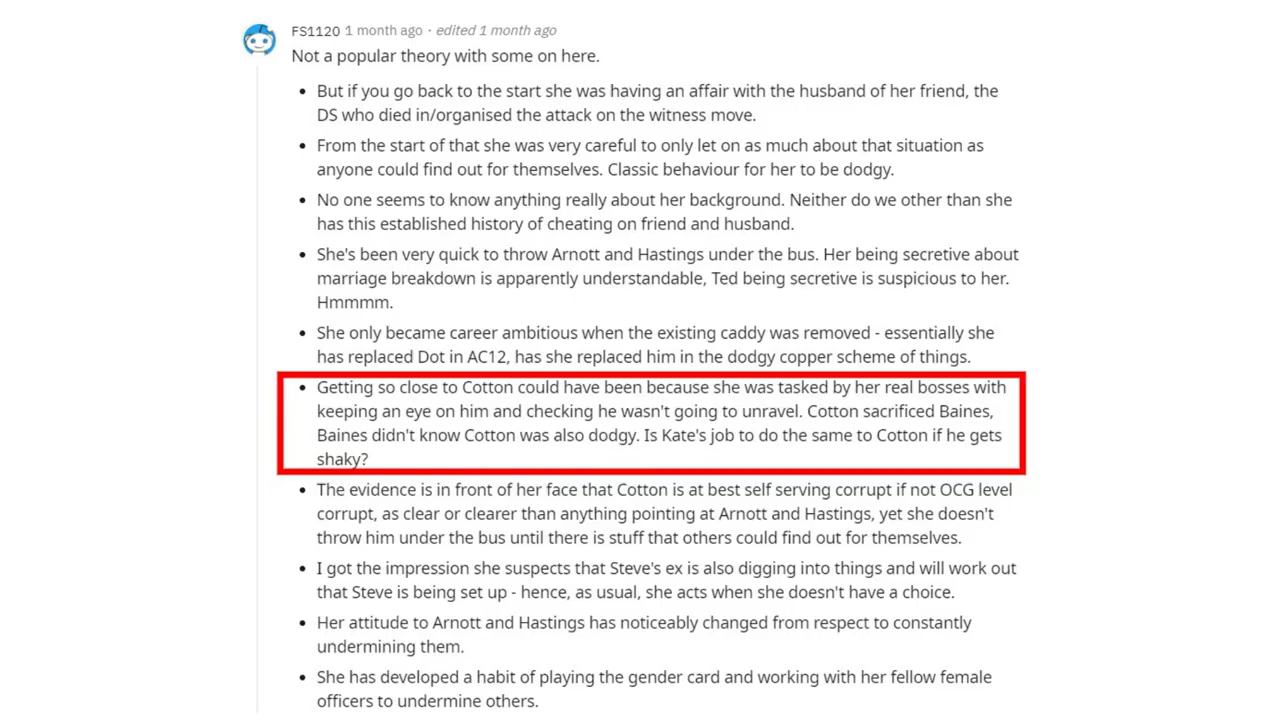 FS1120 1 month ago · edited 1 month ago
Not a popular theory with some on here.
• But if you go back to the start she was having an affair with the husband of her friend, the
DS who died in/organised the attack on the witness move.
• From the start of that she was very careful to only let on as much about that situation as
anyone could find out for themselves. Classic behaviour for her to be dodgy.
• No one seems to know anything really about her background. Neither do we other than she
has this established history of cheating on friend and husband.
• She's been very quick to throw Arnott and Hastings under the bus. Her being secretive about
marriage breakdown is apparently understandable, Ted being secretive is suspicious to her.
Hmmmm.
• She only became career ambitious when the existing caddy was removed - essentially she
has replaced Dot in AC12, has she replaced him in the dodgy copper scheme of things.
• Getting so close to Cotton could have been because she was tasked by her real bosses with
keeping an eye on him and checking he wasn't going to unravel. Cotton sacrificed Baines,
Baines didn't know Cotton was also dodgy. Is Kate's job to do the same to Cotton if he gets
shaky?
• The evidence is in front of her face that Cotton is at best self serving corrupt if not OCG level
corrupt, as clear or clearer than anything pointing at Arnott and Hastings, yet she doesn't
throw him under the bus until there is stuff that others could find out for themselves.
• I got the impression she suspects that Steve's ex is also digging into things and will work out
that Steve is being set up - hence, as usual, she acts when she doesn't have a choice.
• Her attitude to Arnott and Hastings has noticeably changed from respect to constantly
undermining them.
• She has developed a habit of playing the gender card and working with her fellow female
officers to undermine others.